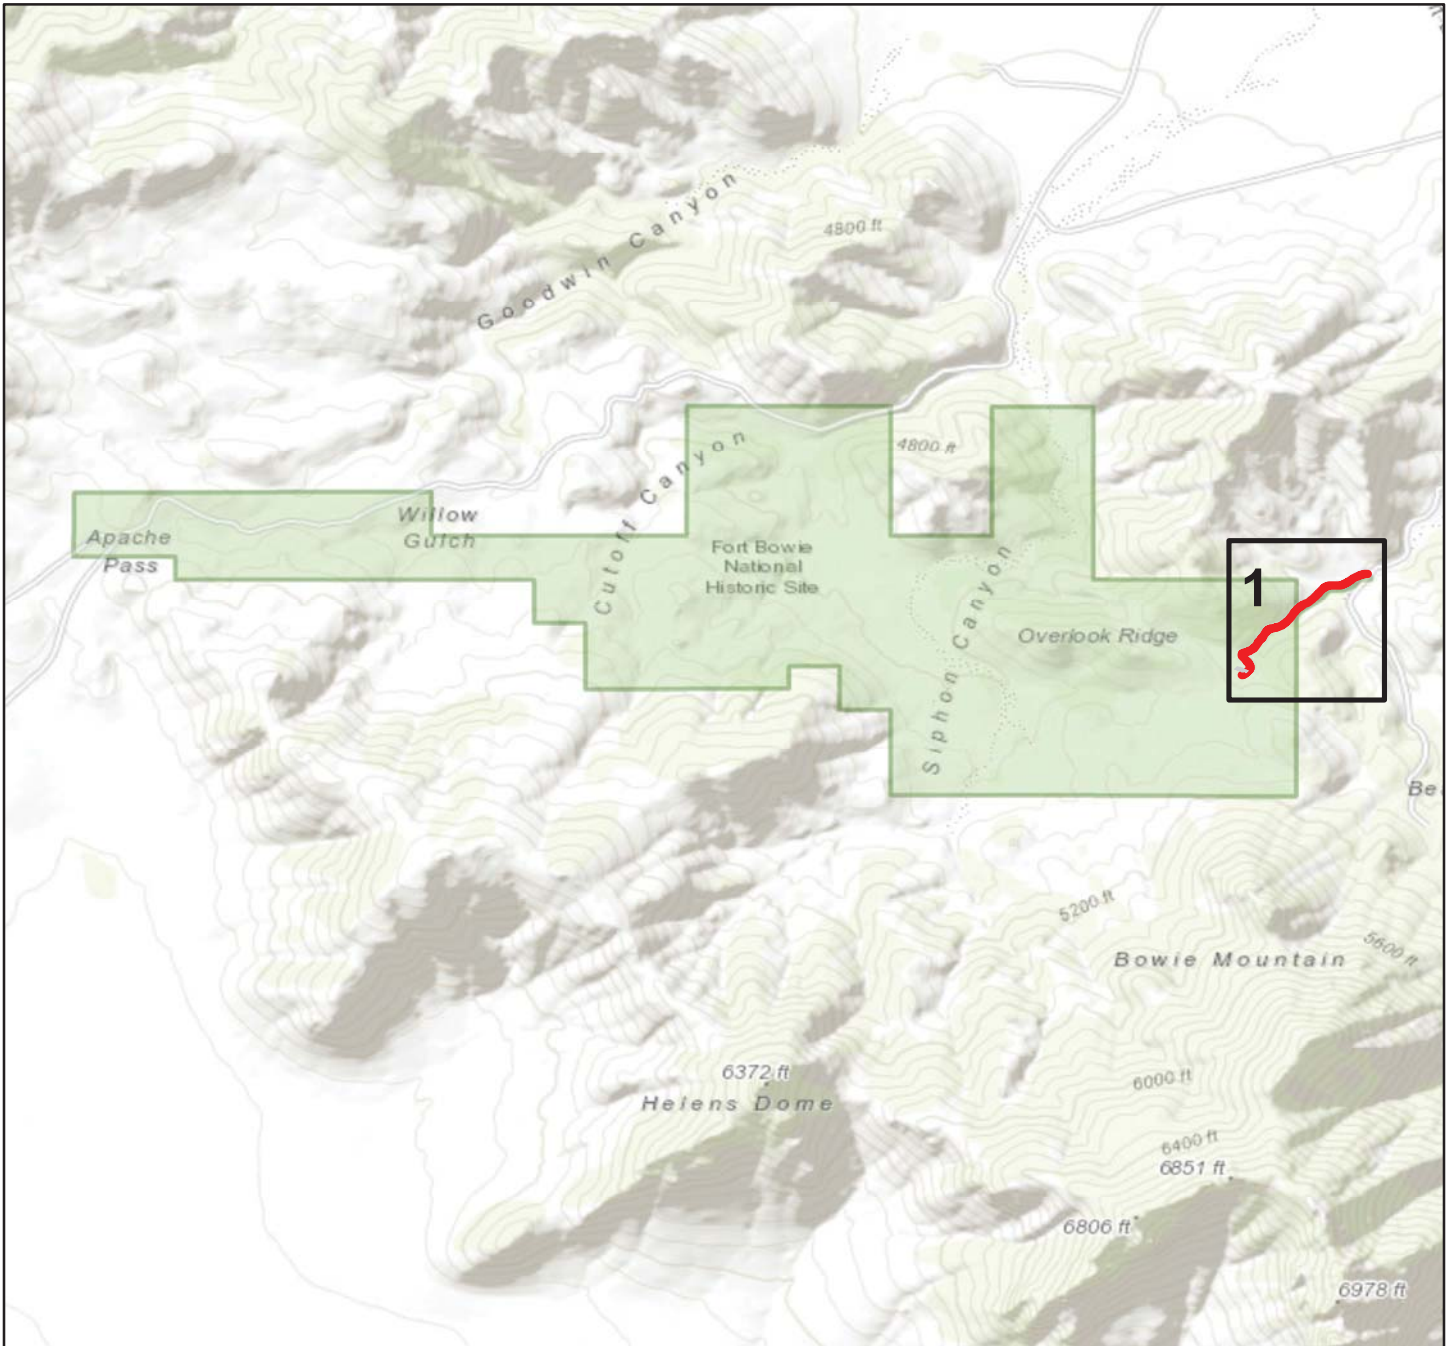 Goodwin Canyon
4800 ft
4800 ft
Cutoff Canyon
Willow
Gulch
Apache
Pass
Fort Bowie
National
Historic Site
Siphon Canyon
Overlook Ridge
1
Be
5200 ft
5600 ft
Bowie Mountain
6372 ft
Helens Dome
6000 ft
6400 ft
6851 ft
6806 ft
6978 ft